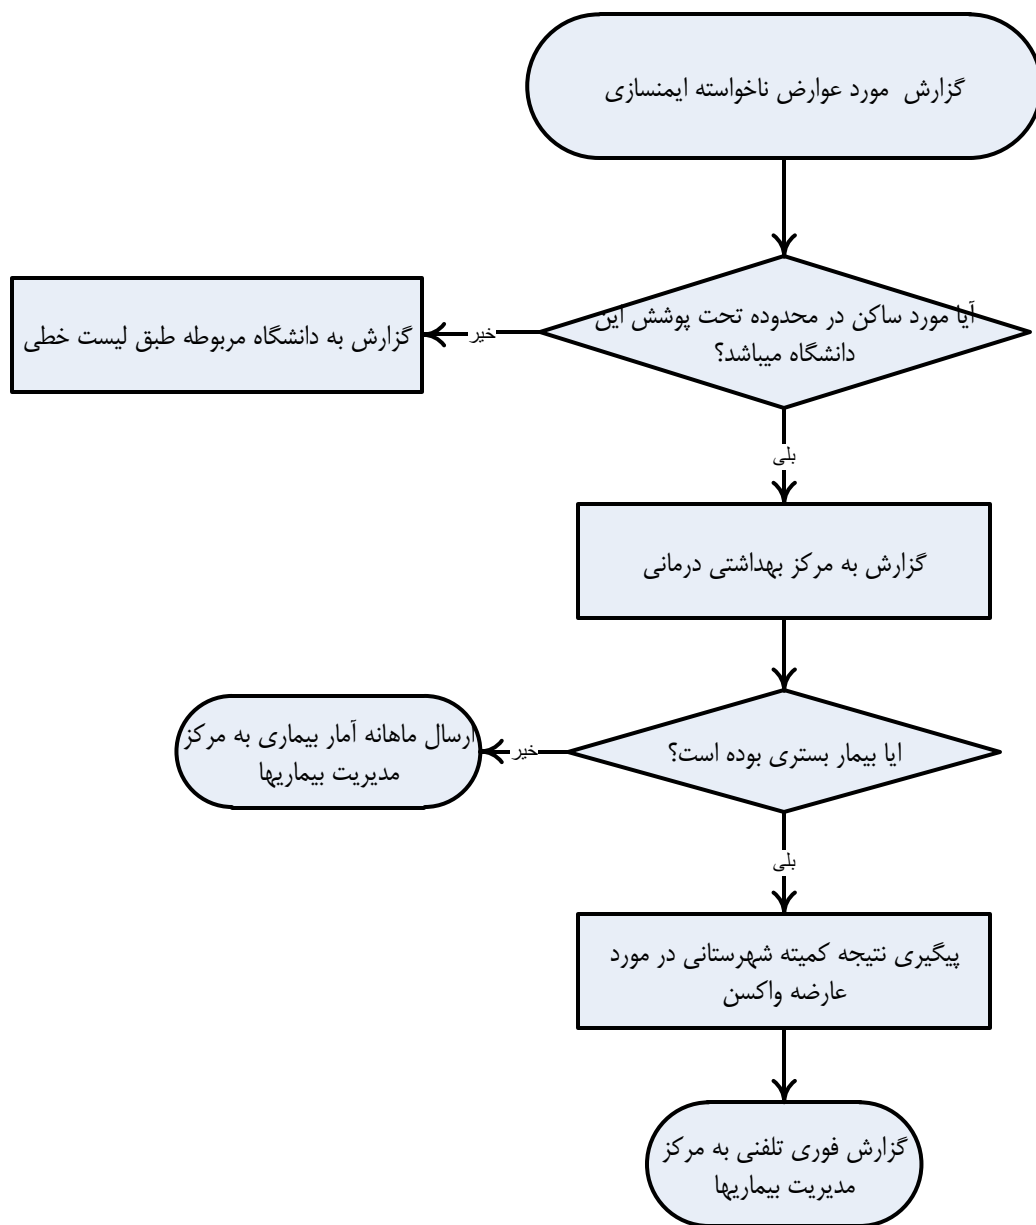 گزارش مورد عوارض ناخواسته ایمنسازی
آیا مورد ساکن در محدوده تحت پوشش این
دانشگاه میباشد؟
خیر
گزارش به دانشگاه مربوطه طبق لیست خطی
بلی
گزارش به مرکز بهداشتی درمانی
ایا بیمار بستری بوده است؟
خیر
ارسال ماهانه آمار بیماری به مرکز
مدیریت بیماریها
بلی
پیگیری نتیجه کمیته شهرستانی در مورد
عارضه واکسن
گزارش فوری تلفنی به مرکز
مدیریت بیماریها